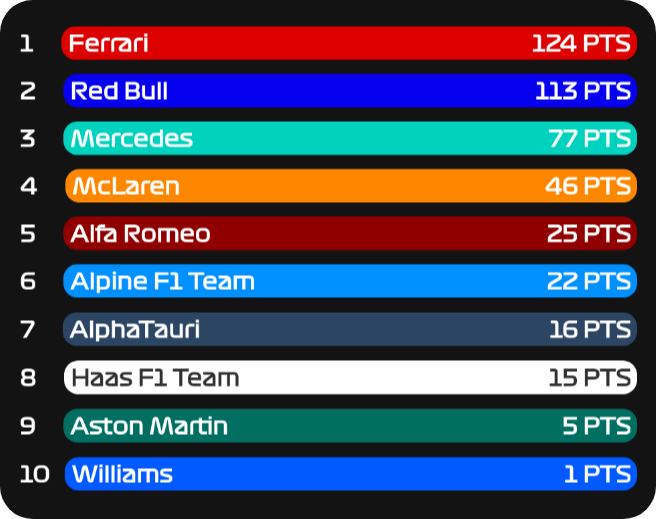 1 Ferrari 124 PTS
2 Red Bull 113 PTS
3 Mercedes 77 PTS
4 McLaren 46 PTS
5 Alfa Romeo 25 PTS
6 Alpine F1 Team 22 PTS
7 AlphaTauri 16 PTS
8 Haas F1 Team 15 PTS
9 Aston Martin 5 PTS
10 Williams 1 PTS